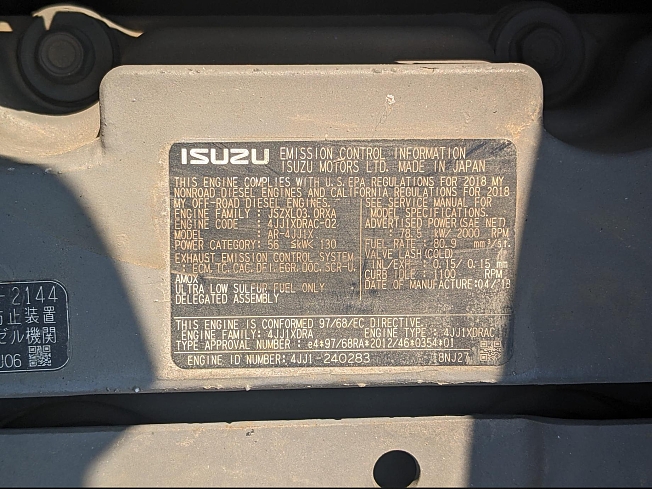 ISUZU EMISSION CONTROL INFORMATION
ISUZU MOTORS LTD. MADE IN JAPAN
THIS ENGINE COMPLIES WITH U.S.EPA REGULATIONS FOR 2018 MY
NONROAD DIESEL ENGINES AND CALIFORNIA REGULATIONS FOR 2018
MY OFF-ROAD DIESEL ENGINES. SEE SERVICE MANUAL FOR
ENGINE FAMILY : JSZXL03.0RXA MODEL SPECIFICATIONS.
ENGINE CODE : 4JJ1XDRAC-02 ADVERTISED POWER(SAE NET)
MODEL : AR-4JJ1X : 78.5 kW/ 2000 RPM
POWER CATEGORY: 56 ≤kW< 130 FUEL RATE: 80.9 mm³/st.
EXHAUST EMISSION CONTROL SYSTEM VALVE LASH(COLD)
: ECM,TC,CAC,DFI,EGR,DOC,SCR-U, IN./EXP. : 0.15/0.15 mm
AMOX CURB IDLE : 1100 RPM
ULTRA LOW SULFUR FUEL ONLY DATE OF MANUFACTURE:04/'18
DELEGATED ASSEMBLY
THIS ENGINE IS CONFORMED 97/68/EC DIRECTIVE.
ENGINE FAMILY : 4JJ1XDRA ENGINE TYPE : 4JJ1XDRAC
TYPE APPROVAL NUMBER: e4*97/68RA*2012/46*0354*01
ENGINE ID NUMBER: 4JJ1-240283 18NJ27
-2144
止装置
ゼル機関
J06